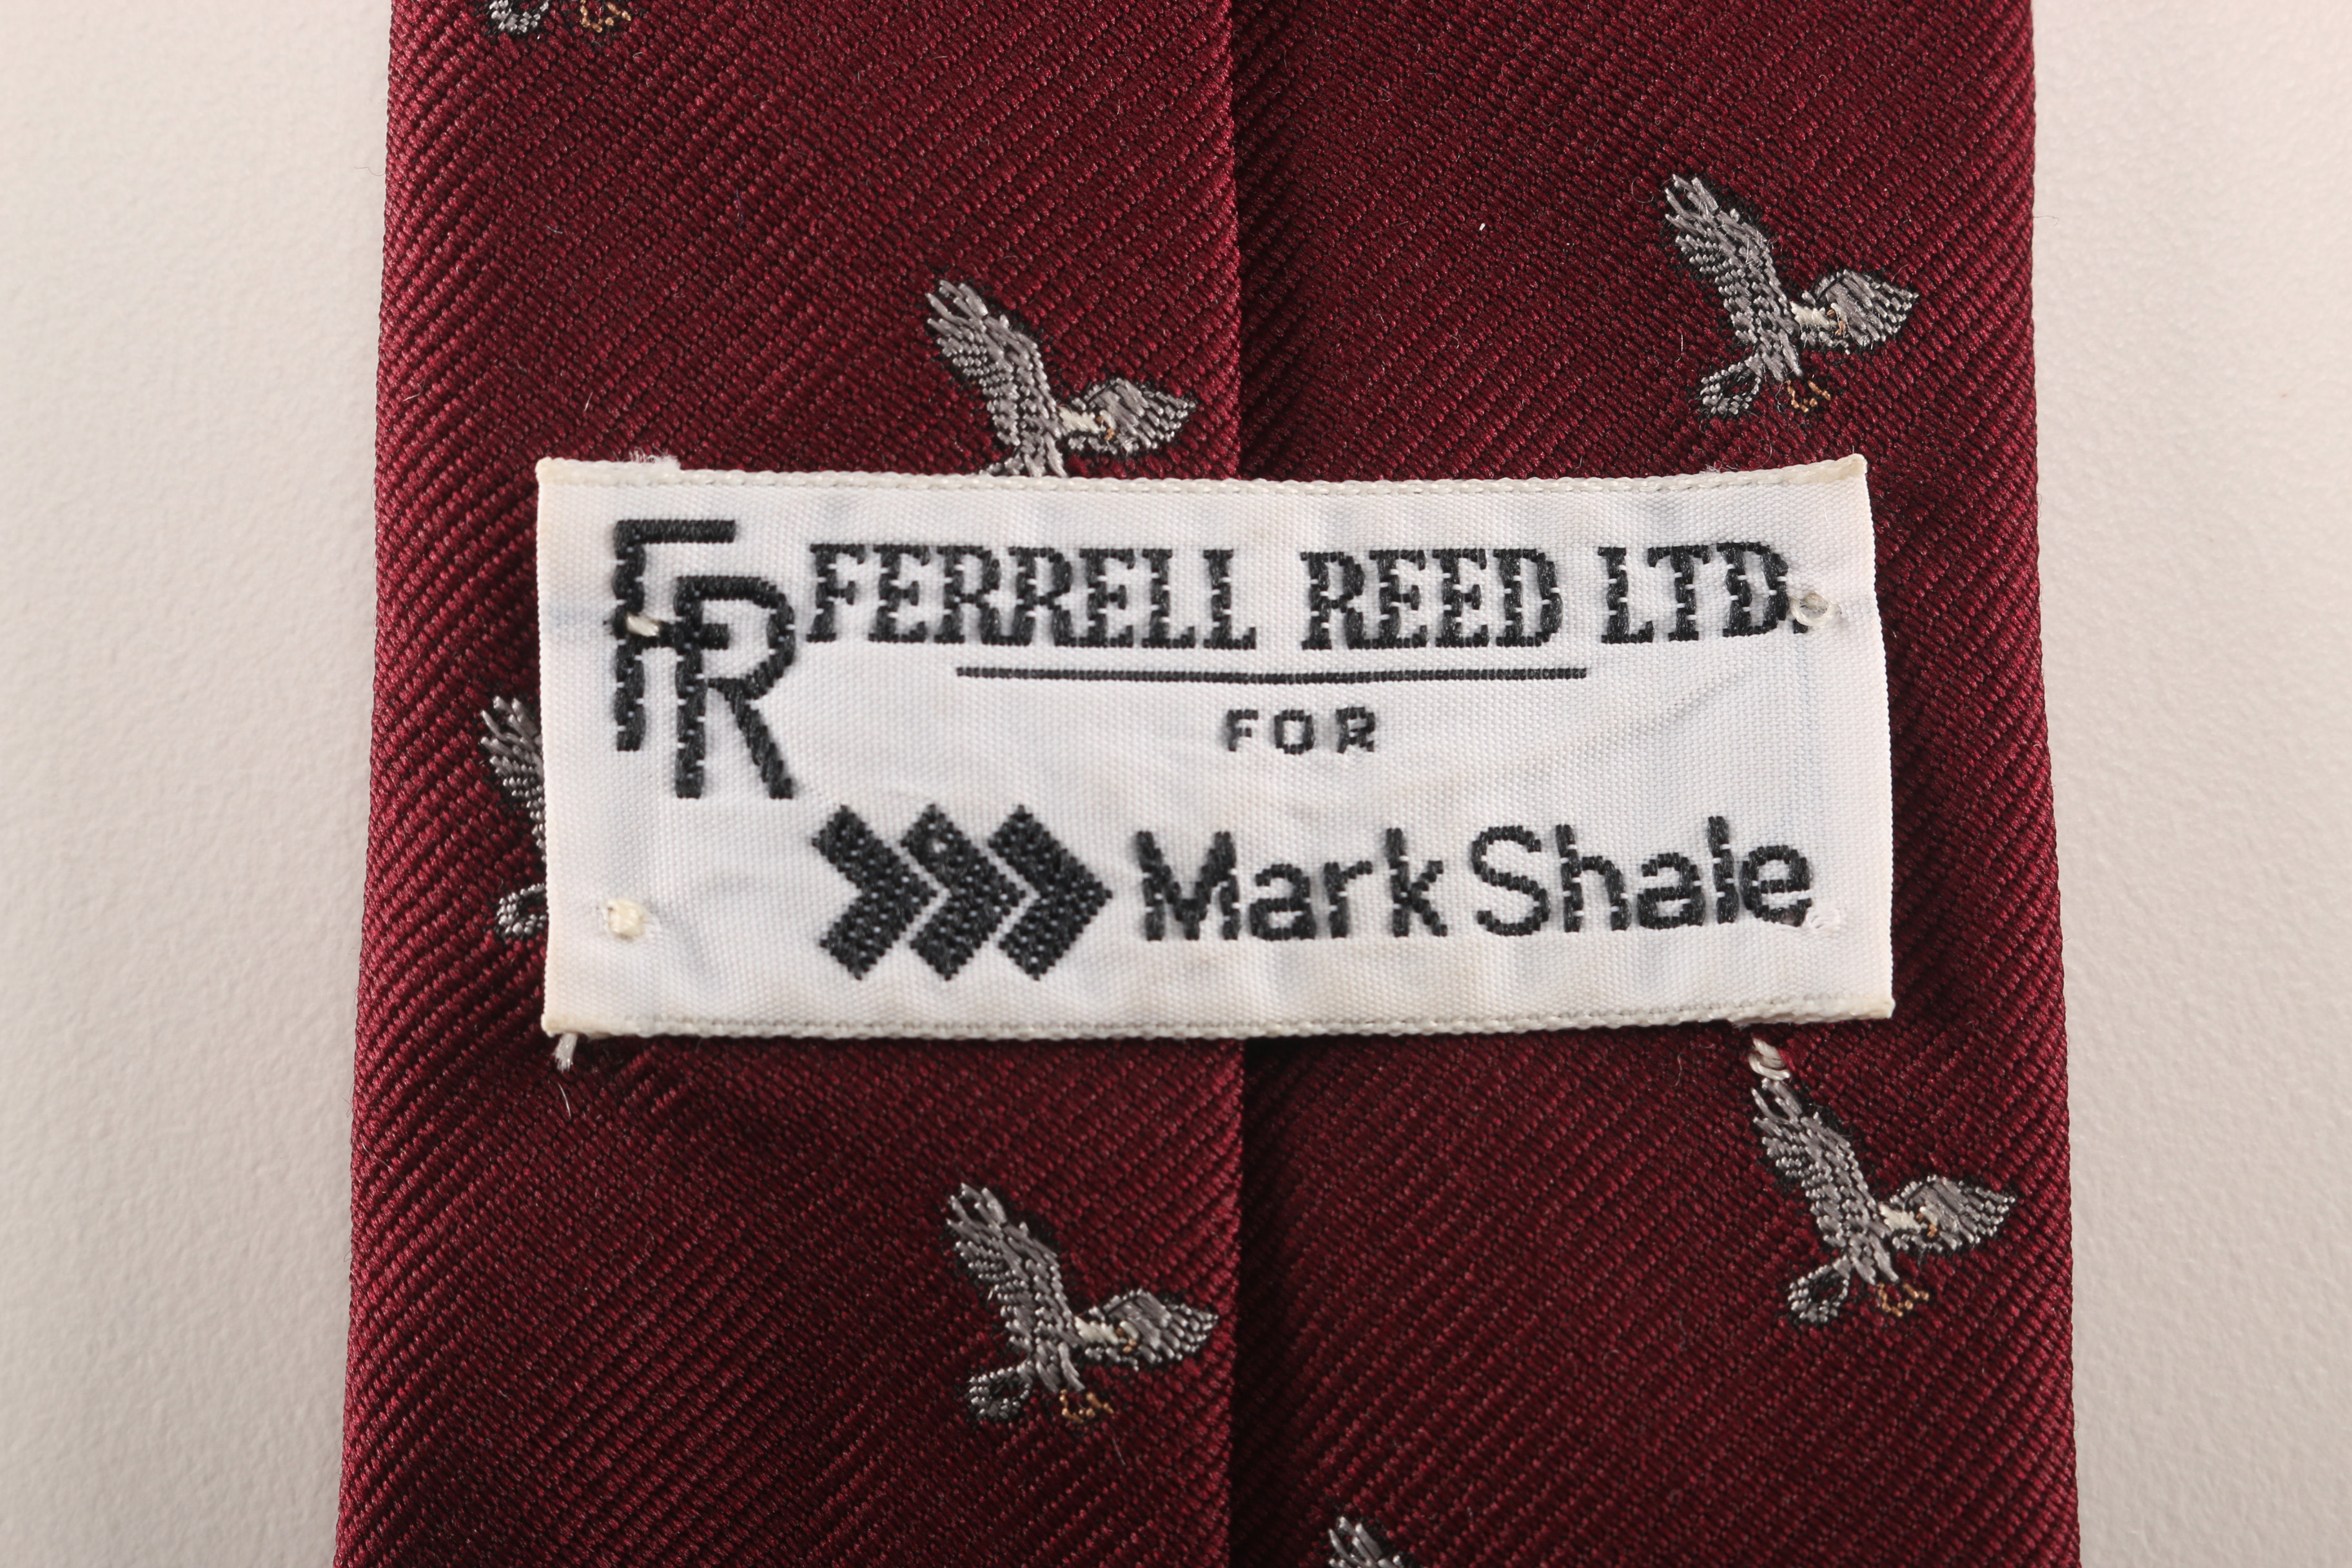 FR FERRELL REED LTD.
FOR
Mark Shale